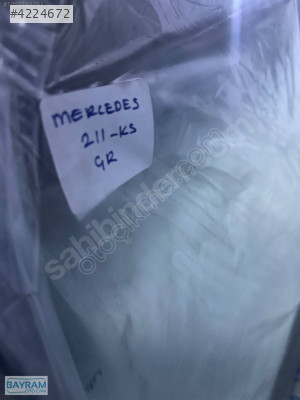 #4224672
MERCEDES
211-KS
GR
sahibinden.com
BAYRAM